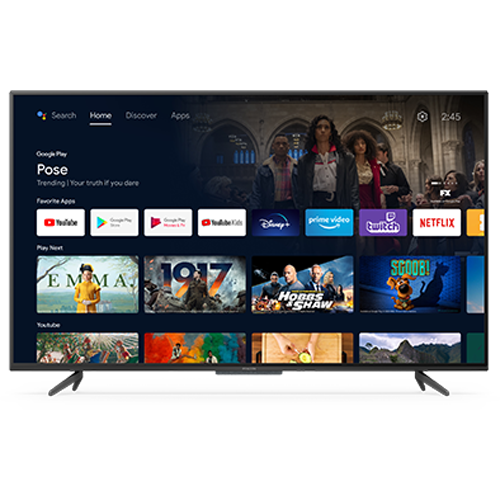 Search Home Discover Apps 2:45
Google Play
Pose
Trending | Your truth if you dare
FX
Favorite Apps
YouTube
Google Play
Store
Google Play
Movies & TV
YouTube Kids
Disney+
prime video
twitch
NETFLIX
Play Next
EMMA.
1917
HOBBS
& SHAW
SCOOB!
Youtube